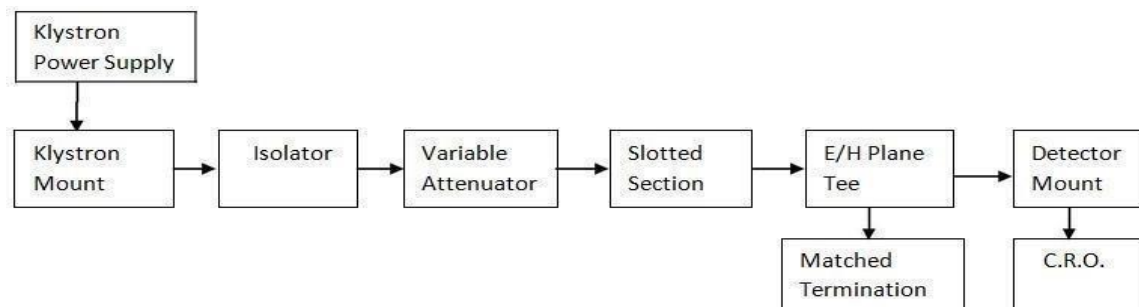 Klystron
Power Supply
Klystron
Mount
Isolator
Variable
Attenuator
Slotted
Section
E/H Plane
Tee
Detector
Mount
Matched
Termination
C.R.O.